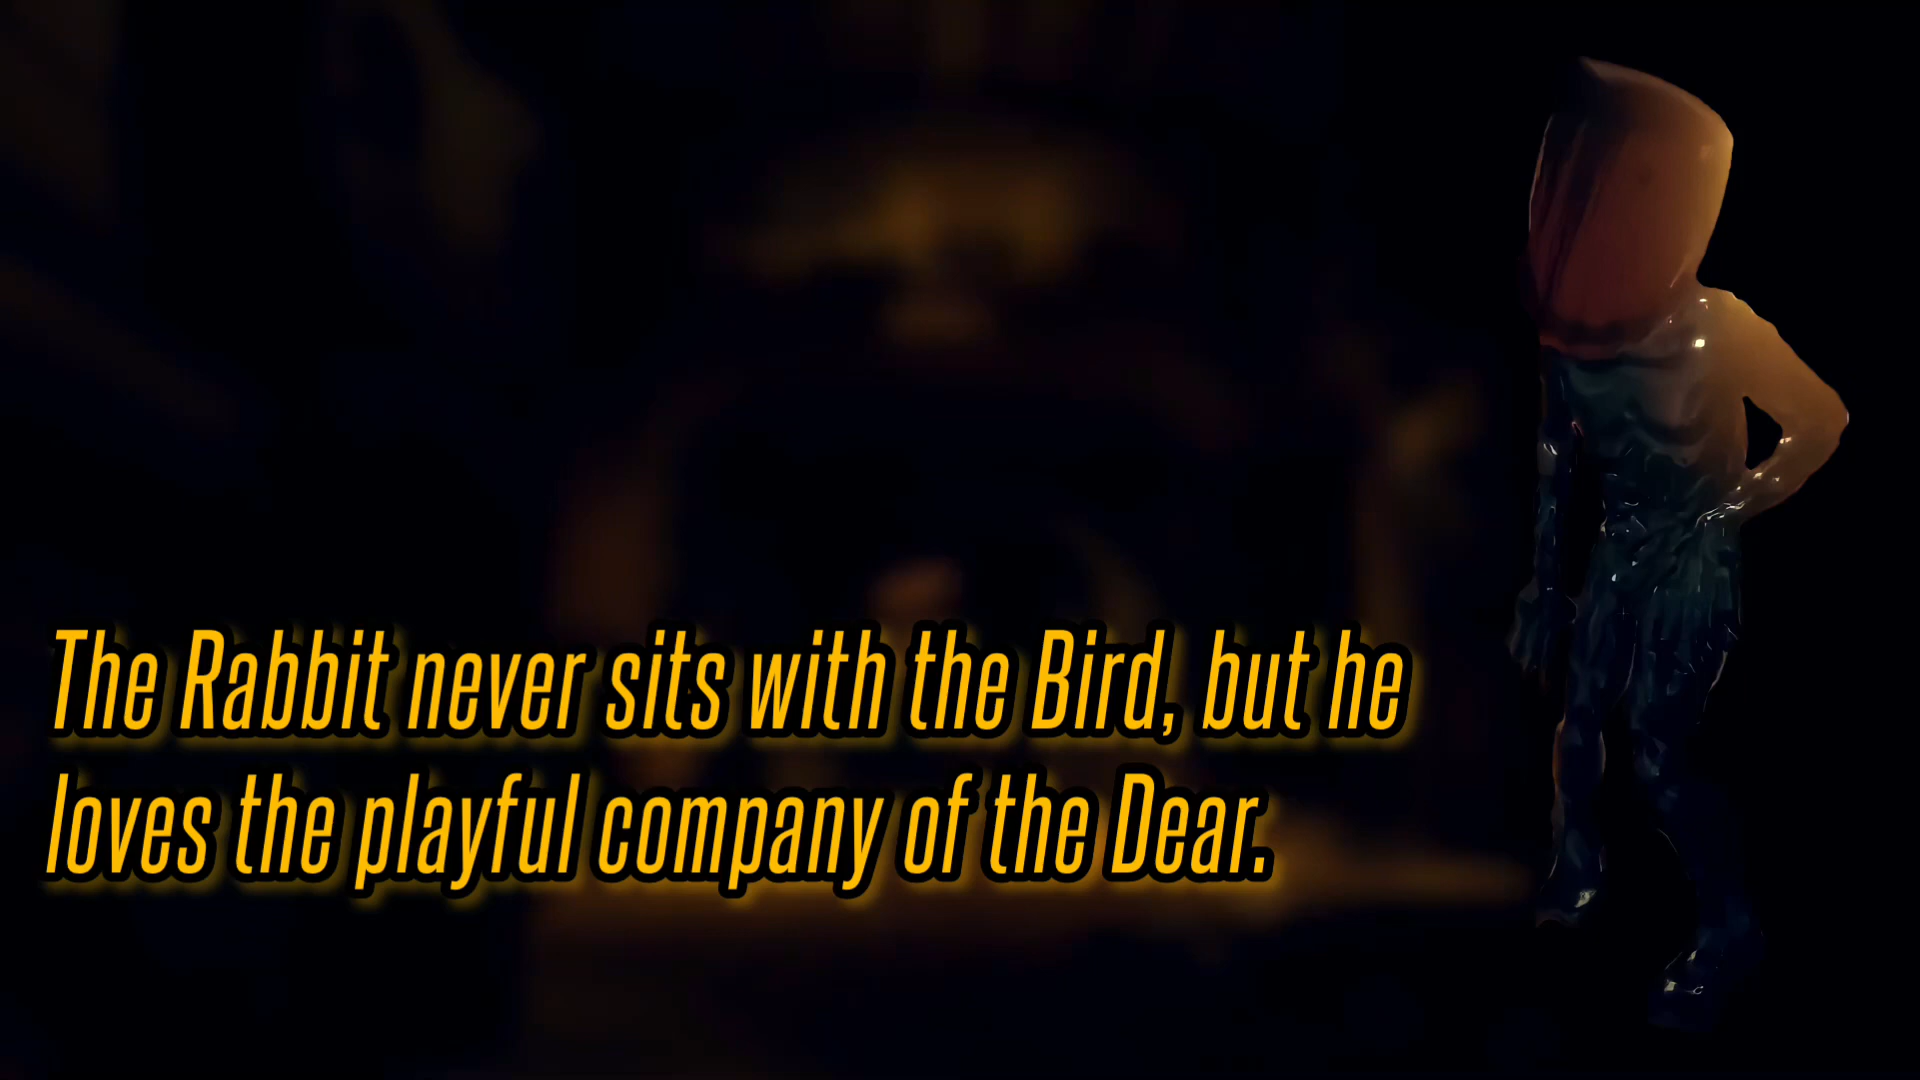 The Rabbit never sits with the Bird, but he
loves the playful company of the Dear.